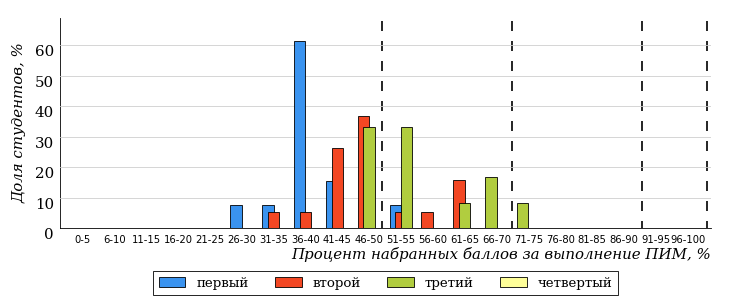 Доля студентов, %
60
50
40
30
20
10
0
0-5 6-10 11-15 16-20 21-25 26-30 31-35 36-40 41-45 46-50 51-55 56-60 61-65 66-70 71-75 76-80 81-85 86-90 91-95 96-100
Процент набранных баллов за выполнение ПИМ, %
первый второй третий четвертый